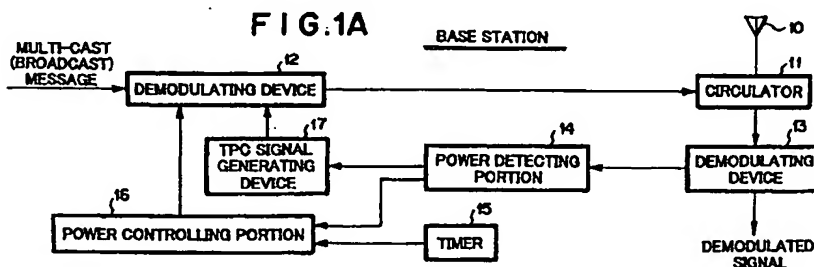 FIG.1A
BASE STATION
10
MULTI-CAST
(BROADCAST)
MESSAGE
12
DEMODULATING DEVICE
11
CIRCULATOR
17
TPC SIGNAL
GENERATING
DEVICE
14
POWER DETECTING
PORTION
13
DEMODULATING
DEVICE
16
POWER CONTROLLING PORTION
15
TIMER
DEMODULATED
SIGNAL